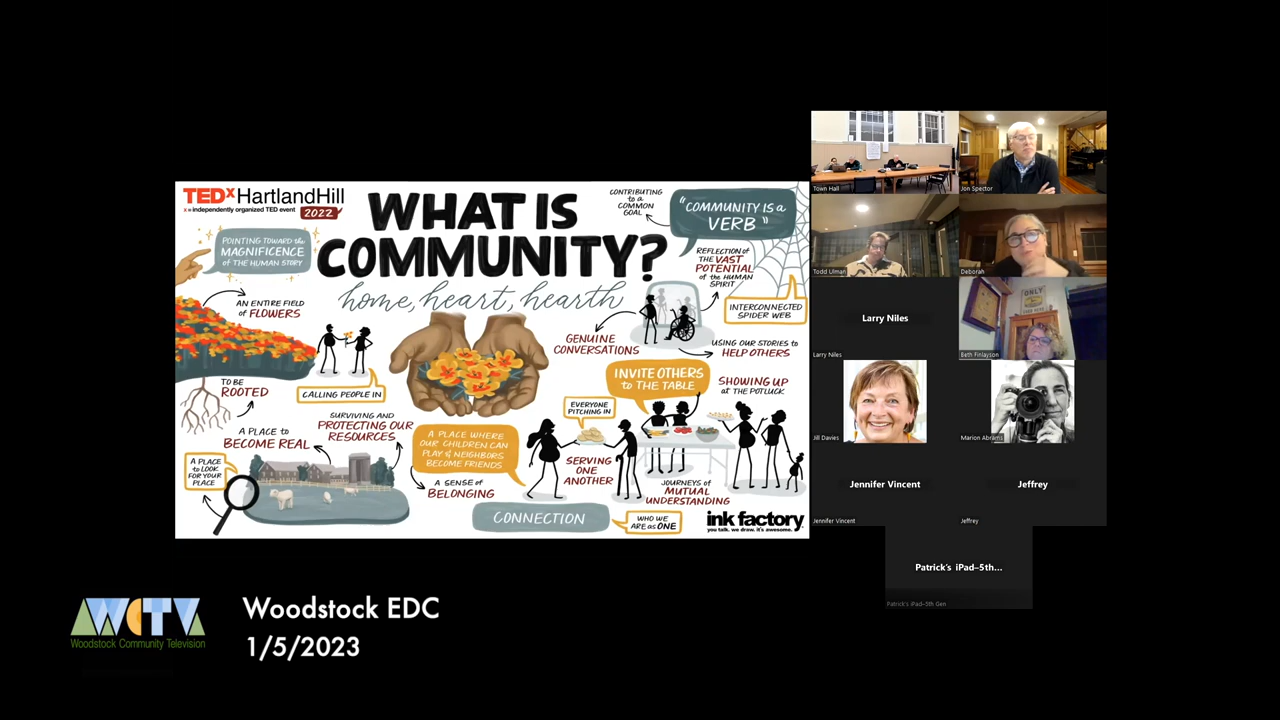 TEDxHartlandHill
x = independently organized TED event
2022
WHAT IS
COMMUNITY?
home, heart, hearth
CONTRIBUTING
to a
COMMON
GOAL
"COMMUNITY IS a
VERB"
POINTING TOWARD the
MAGNIFICENCE
of THE HUMAN STORY
REFLECTION of
THE VAST
POTENTIAL
of the HUMAN
SPIRIT
INTERCONNECTED
SPIDER WEB
AN ENTIRE FIELD
of FLOWERS
GENUINE
CONVERSATIONS
USING OUR STORIES to
HELP OTHERS
INVITE OTHERS
to THE TABLE
SHOWING UP
at THE POTLUCK
TO BE
ROOTED
CALLING PEOPLE IN
EVERYONE
PITCHING IN
SURVIVING AND
PROTECTING OUR
RESOURCES
A PLACE to
BECOME REAL
A PLACE WHERE
OUR CHILDREN CAN
PLAY & NEIGHBORS
BECOME FRIENDS
A PLACE
to LOOK
FOR YOUR
PLACE
SERVING
ONE
ANOTHER
A SENSE of
BELONGING
JOURNEYS of
MUTUAL
UNDERSTANDING
CONNECTION
WHO WE
ARE as ONE
ink factory
you talk. we draw. it's awesome.
Town Hall
Jon Spector
Todd Ulman
Deborah
Larry Niles
Larry Niles
ONLY
Beth Finlayson
Jill Davies
Marion Abrams
Jennifer Vincent
Jeffrey
Jennifer Vincent
Jeffrey
Patrick's iPad–5th...
Patrick's iPad–5th Gen
WCTV
Woodstock Community Television
Woodstock EDC
1/5/2023